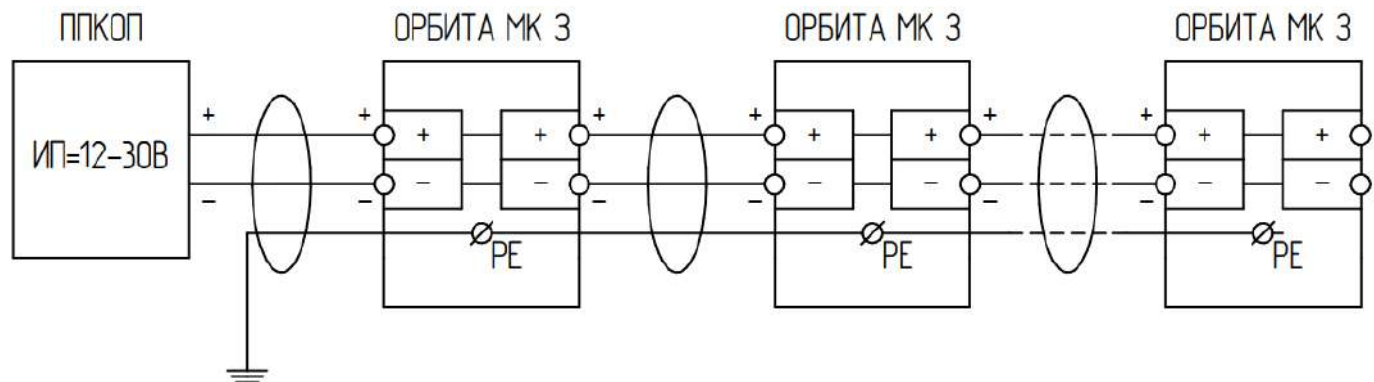 ППКОП ОРБИТА МК 3 ОРБИТА МК 3 ОРБИТА МК 3
+ + + + + + + +
ИП=12-30В + + + + + +
− − − − − −
− − − − − −
PE PE PE